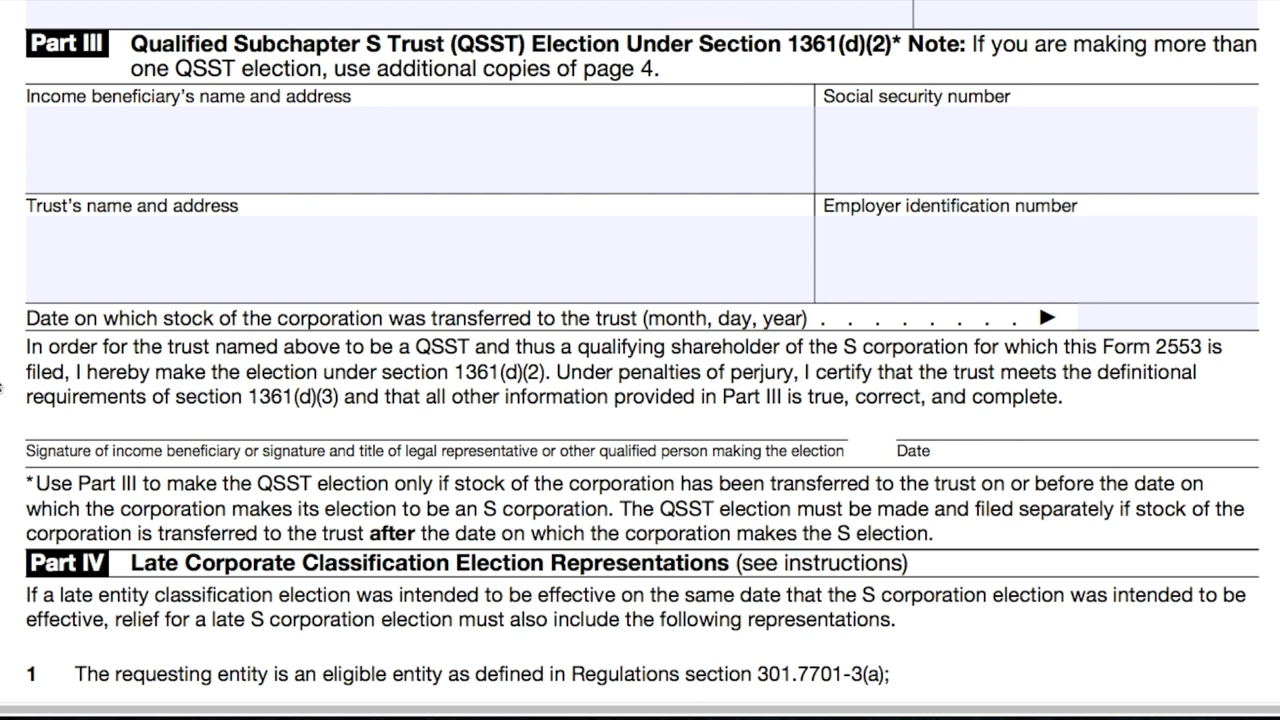 Part III Qualified Subchapter S Trust (QSST) Election Under Section 1361(d)(2)* Note: If you are making more than
one QSST election, use additional copies of page 4.
Income beneficiary's name and address
Social security number
Trust's name and address
Employer identification number
Date on which stock of the corporation was transferred to the trust (month, day, year) . . . . . . . . ▶
In order for the trust named above to be a QSST and thus a qualifying shareholder of the S corporation for which this Form 2553 is
filed, I hereby make the election under section 1361(d)(2). Under penalties of perjury, I certify that the trust meets the definitional
requirements of section 1361(d)(3) and that all other information provided in Part III is true, correct, and complete.
Signature of income beneficiary or signature and title of legal representative or other qualified person making the election
Date
*Use Part III to make the QSST election only if stock of the corporation has been transferred to the trust on or before the date on
which the corporation makes its election to be an S corporation. The QSST election must be made and filed separately if stock of the
corporation is transferred to the trust after the date on which the corporation makes the S election.
Part IV Late Corporate Classification Election Representations (see instructions)
If a late entity classification election was intended to be effective on the same date that the S corporation election was intended to be
effective, relief for a late S corporation election must also include the following representations.
1 The requesting entity is an eligible entity as defined in Regulations section 301.7701-3(a);